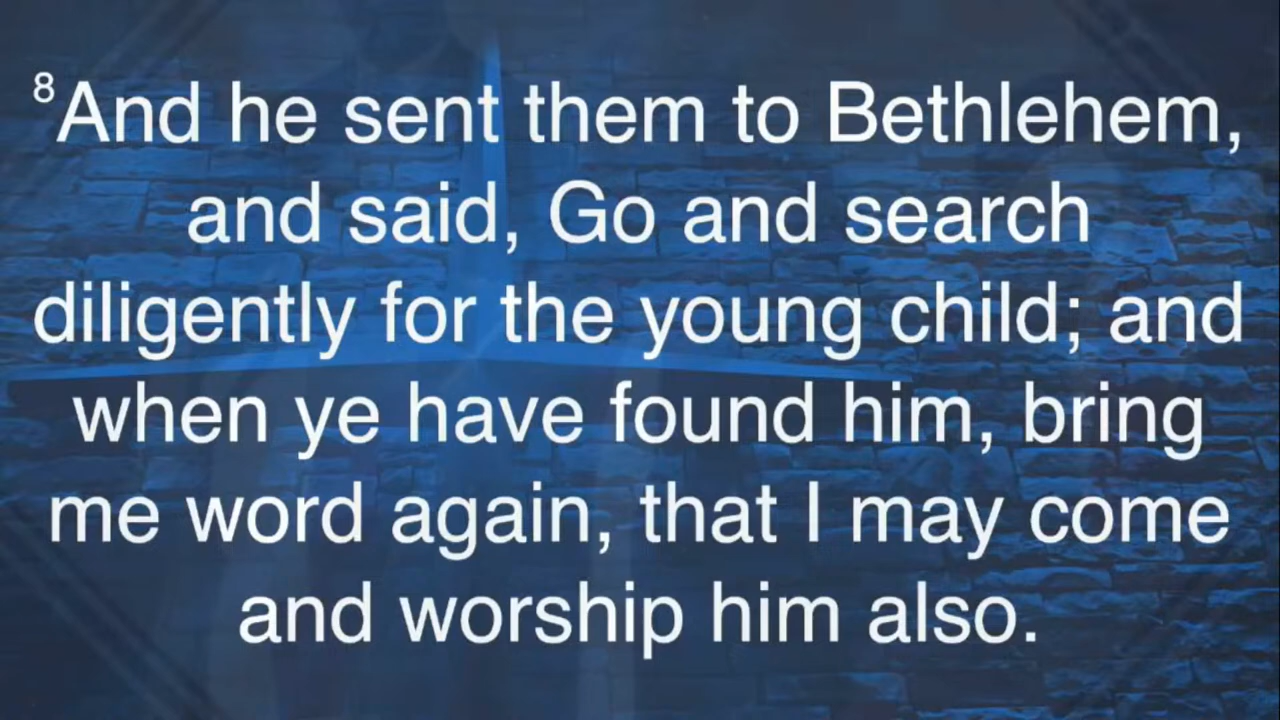 ⁸And he sent them to Bethlehem,
and said, Go and search
diligently for the young child; and
when ye have found him, bring
me word again, that I may come
and worship him also.